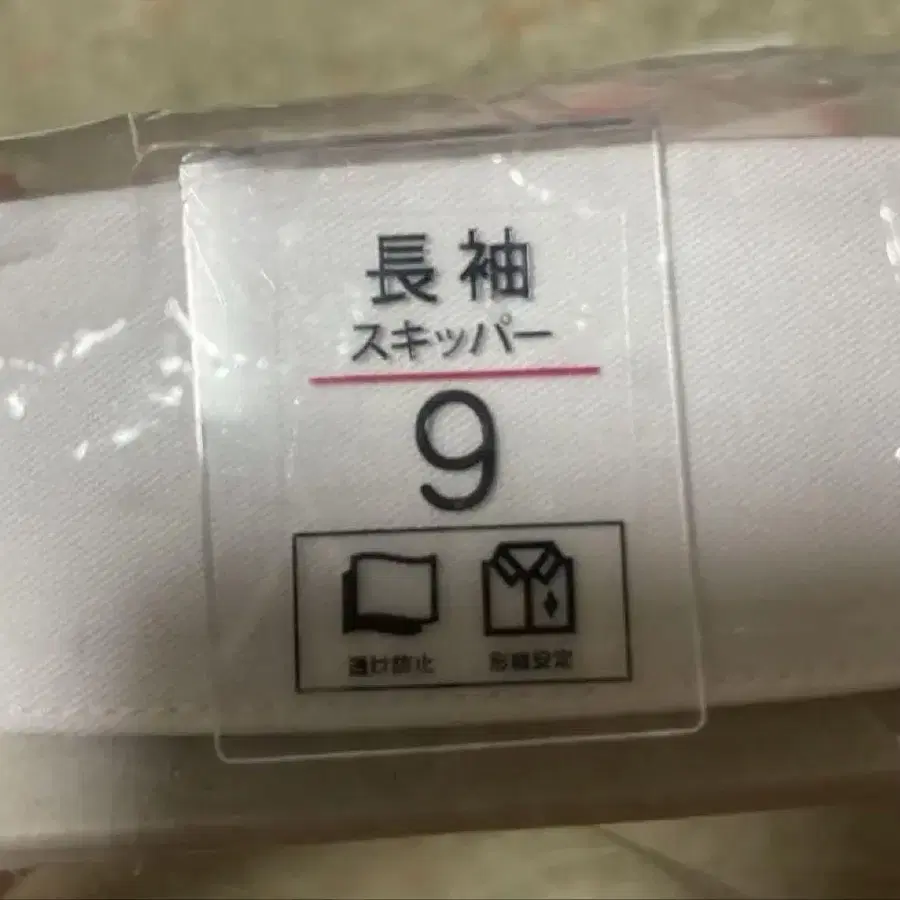 長袖
スキッパー
9
透け防止
形態安定